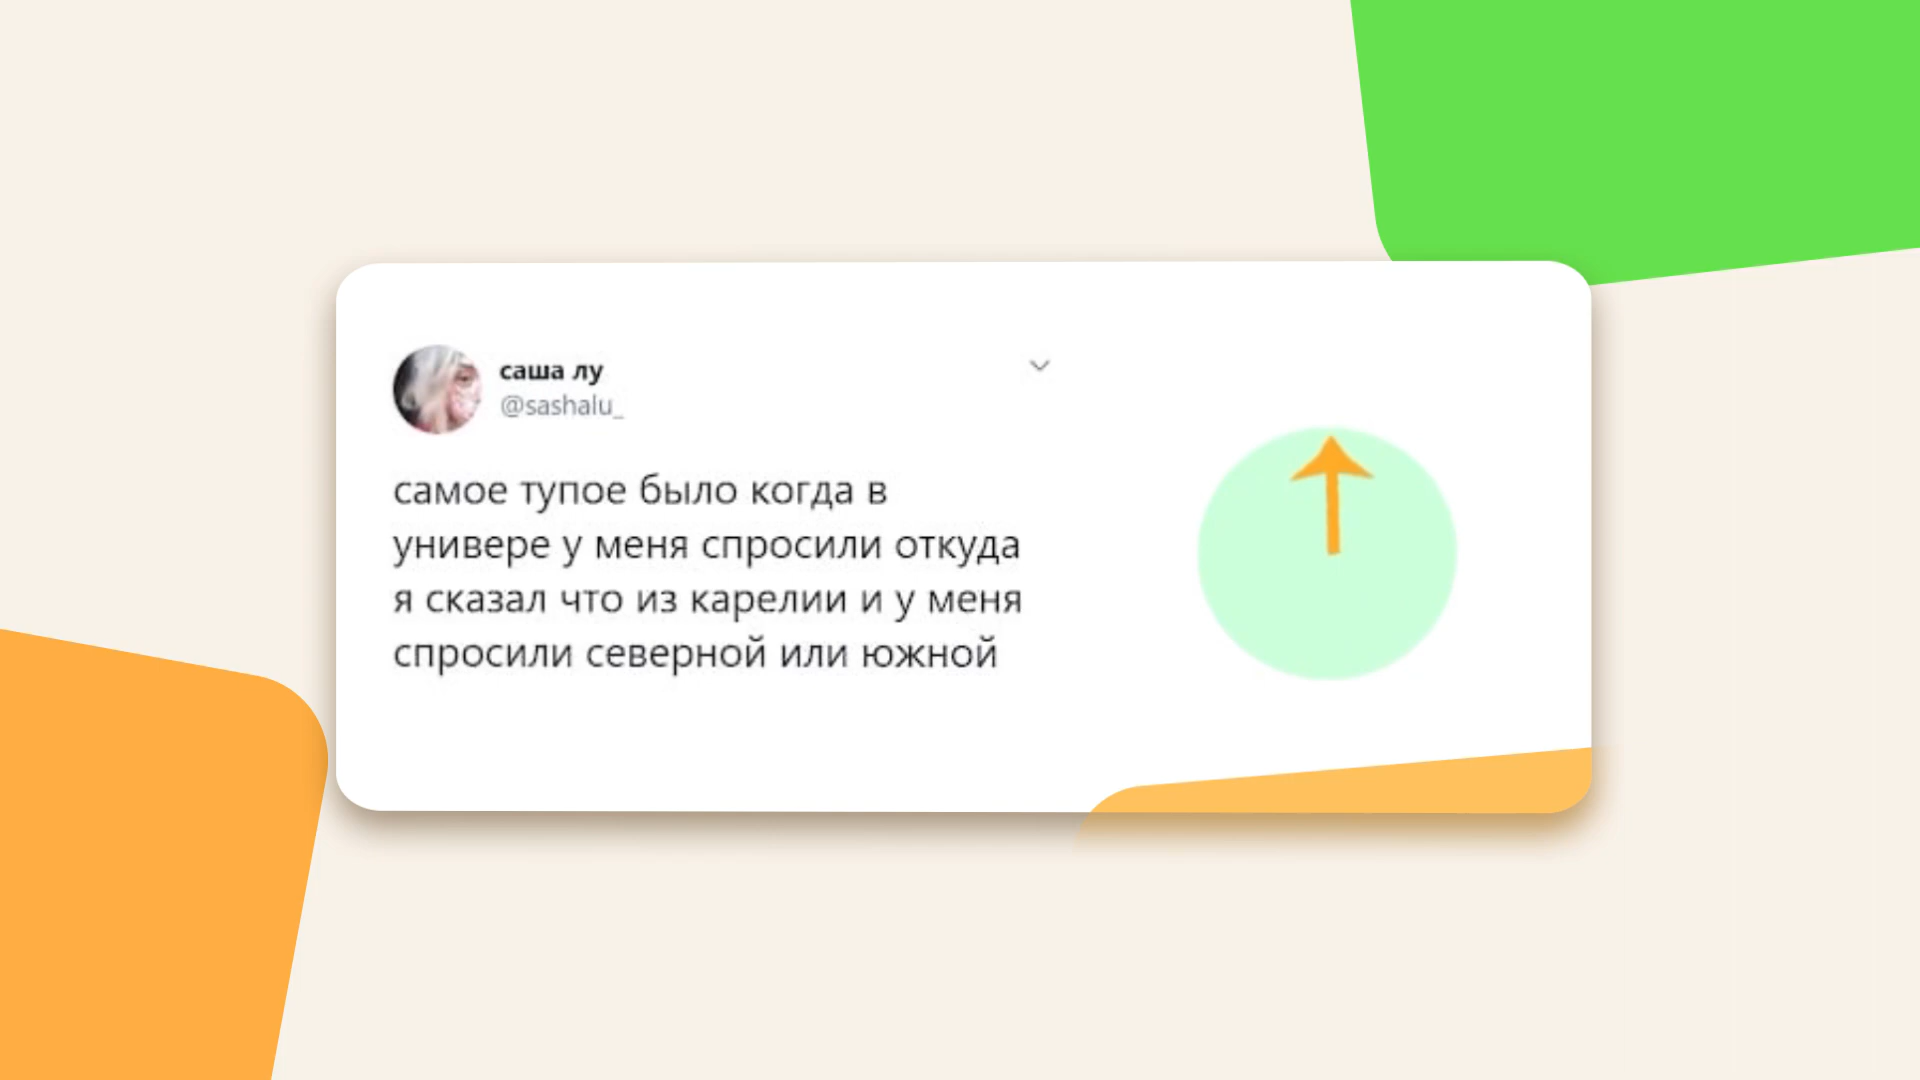 саша лу
@sashalu_
самое тупое было когда в
универе у меня спросили откуда
я сказал что из карелии и у меня
спросили северной или южной